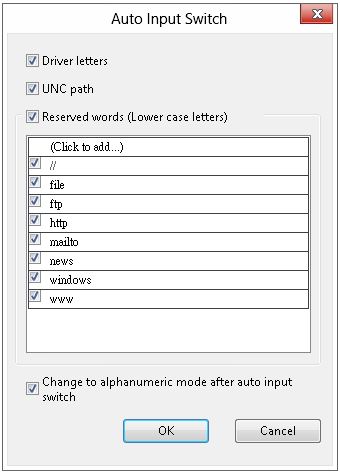 Auto Input Switch
Driver letters
UNC path
Reserved words (Lower case letters)
(Click to add...)
//
file
ftp
http
mailto
news
windows
www
Change to alphanumeric mode after auto input
switch
OK
Cancel